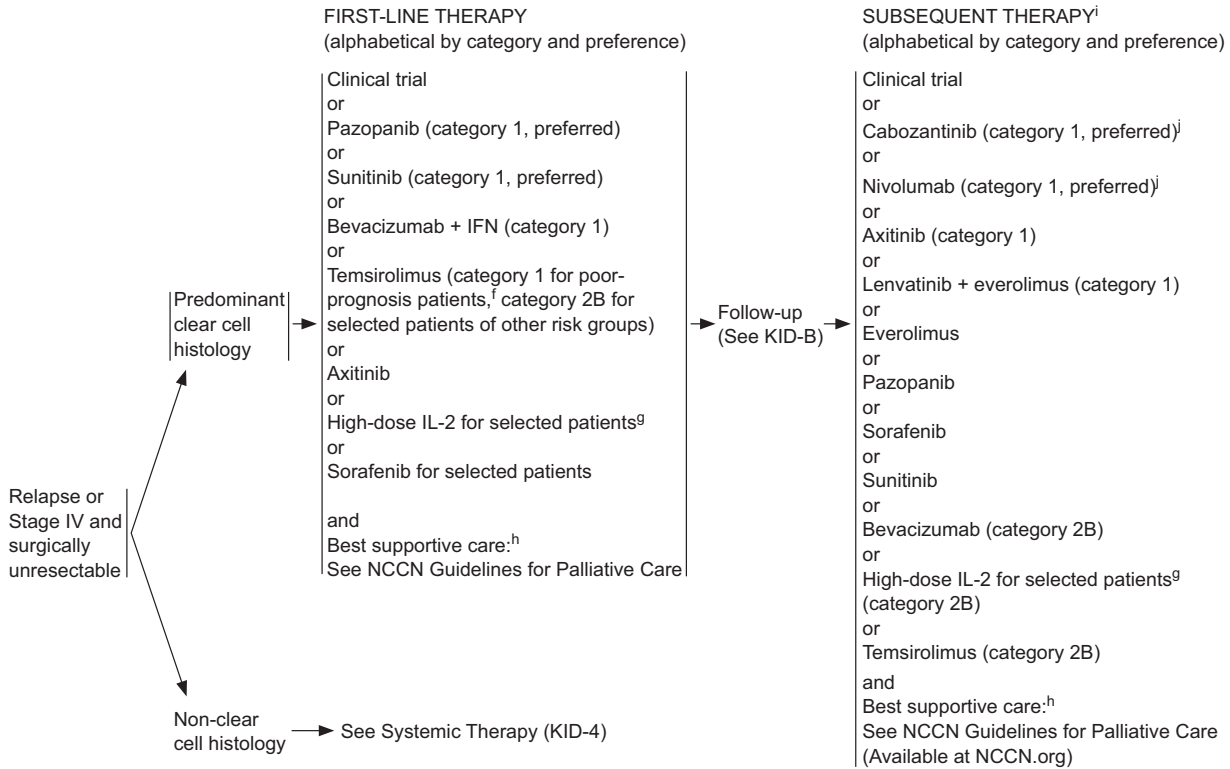 FIRST-LINE THERAPY
(alphabetical by category and preference)
SUBSEQUENT THERAPYi
(alphabetical by category and preference)
Relapse or
Stage IV and
surgically
unresectable
Predominant
clear cell
histology
Clinical trial
or
Pazopanib (category 1, preferred)
or
Sunitinib (category 1, preferred)
or
Bevacizumab + IFN (category 1)
or
Temsirolimus (category 1 for poor-
prognosis patients,f category 2B for
selected patients of other risk groups)
or
Axitinib
or
High-dose IL-2 for selected patientsg
or
Sorafenib for selected patients
and
Best supportive care:h
See NCCN Guidelines for Palliative Care
Follow-up
(See KID-B)
Clinical trial
or
Cabozantinib (category 1, preferred)j
or
Nivolumab (category 1, preferred)j
or
Axitinib (category 1)
or
Lenvatinib + everolimus (category 1)
or
Everolimus
or
Pazopanib
or
Sorafenib
or
Sunitinib
or
Bevacizumab (category 2B)
or
High-dose IL-2 for selected patientsg
(category 2B)
or
Temsirolimus (category 2B)
and
Best supportive care:h
See NCCN Guidelines for Palliative Care
(Available at NCCN.org)
Non-clear
cell histology
See Systemic Therapy (KID-4)